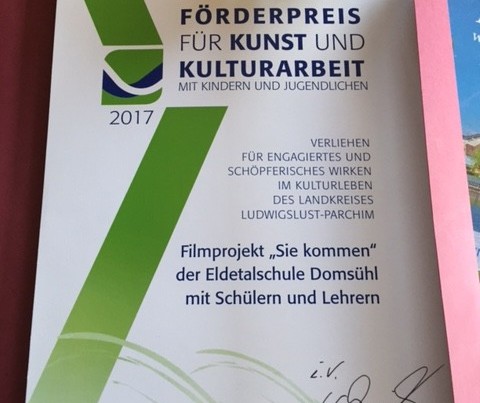 FÖRDERPREIS
FÜR KUNST UND
KULTURARBEIT
MIT KINDERN UND JUGENDLICHEN
2017
VERLIEHEN
FÜR ENGAGIERTES UND
SCHÖPFERISCHES WIRKEN
IM KULTURLEBEN
DES LANDKREISES
LUDWIGSLUST-PARCHIM
Filmprojekt „Sie kommen"
der Eldetalschule Domsühl
mit Schülern und Lehrern
i.V.